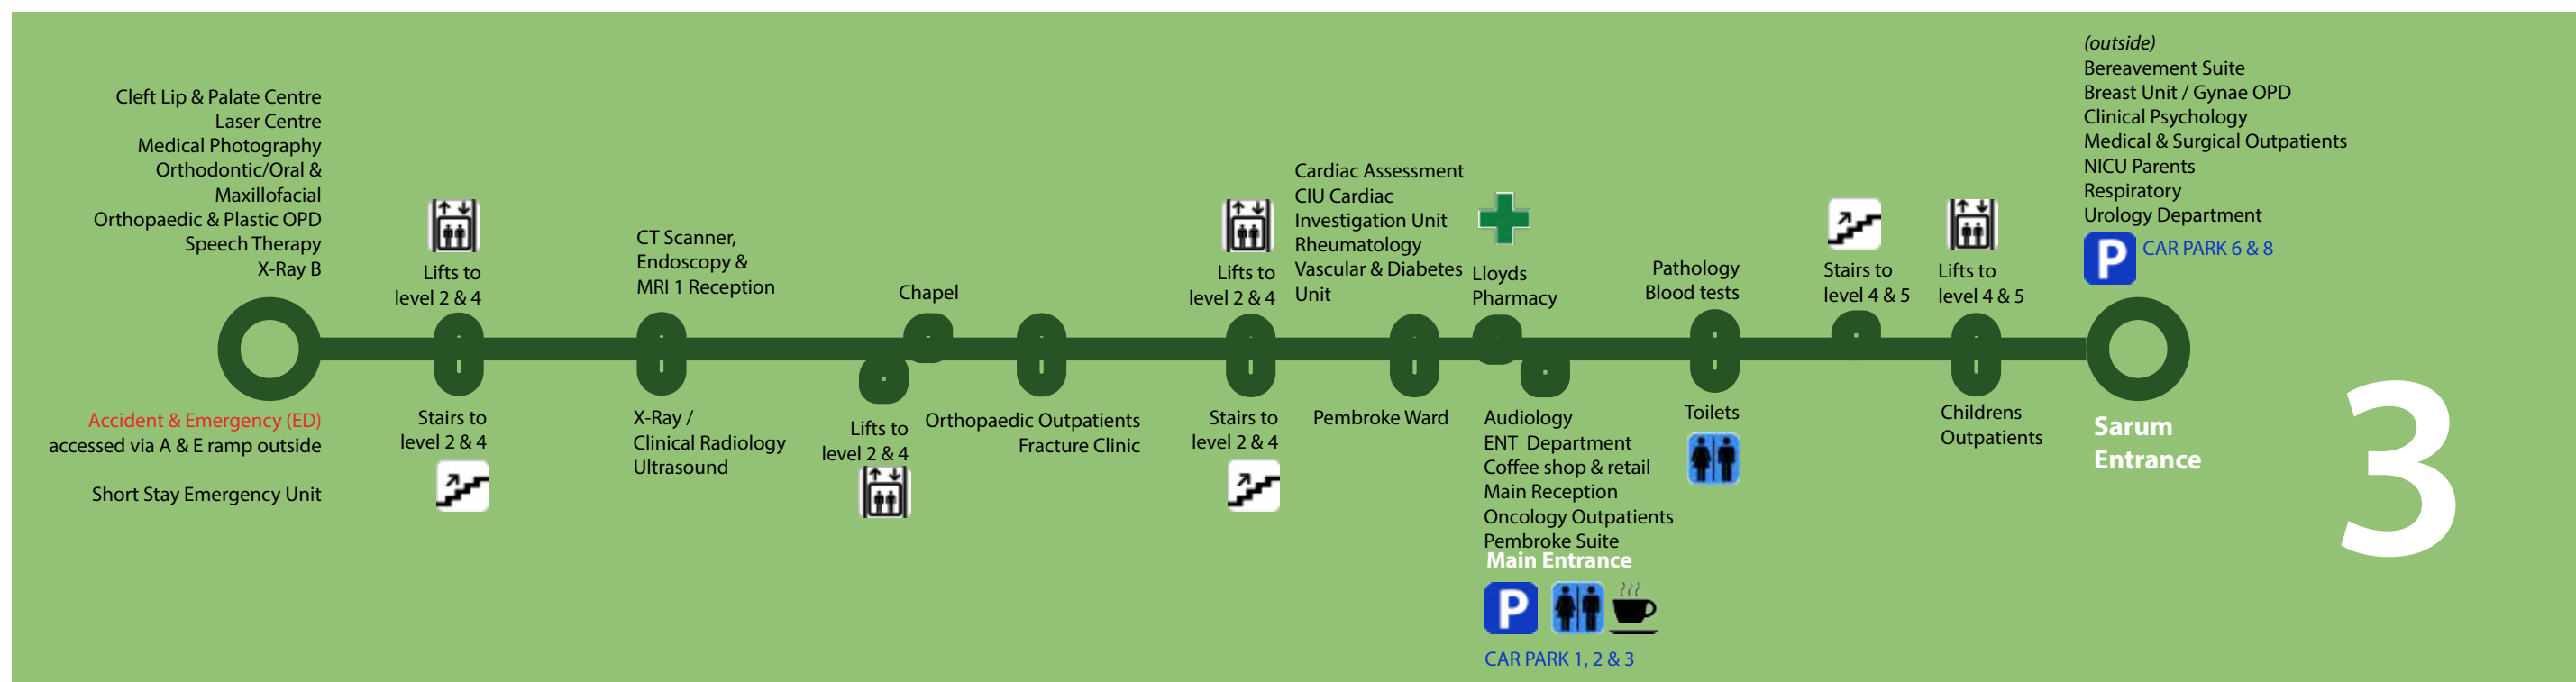 Cleft Lip & Palate Centre
Laser Centre
Medical Photography
Orthodontic/Oral &
Maxillofacial
Orthopaedic & Plastic OPD
Speech Therapy
X-Ray B
Accident & Emergency (ED)
accessed via A & E ramp outside
Short Stay Emergency Unit
Lifts to
level 2 & 4
Stairs to
level 2 & 4
CT Scanner,
Endoscopy &
MRI 1 Reception
X-Ray /
Clinical Radiology
Ultrasound
Chapel
Lifts to
level 2 & 4
Orthopaedic Outpatients
Fracture Clinic
Lifts to
level 2 & 4
Stairs to
level 2 & 4
Cardiac Assessment
CIU Cardiac
Investigation Unit
Rheumatology
Vascular & Diabetes
Unit
Pembroke Ward
Lloyds
Pharmacy
Audiology
ENT Department
Coffee shop & retail
Main Reception
Oncology Outpatients
Pembroke Suite
Main Entrance
P
CAR PARK 1, 2 & 3
Pathology
Blood tests
Toilets
Stairs to
level 4 & 5
Lifts to
level 4 & 5
Childrens
Outpatients
(outside)
Bereavement Suite
Breast Unit / Gynae OPD
Clinical Psychology
Medical & Surgical Outpatients
NICU Parents
Respiratory
Urology Department
P CAR PARK 6 & 8
Sarum
Entrance
3